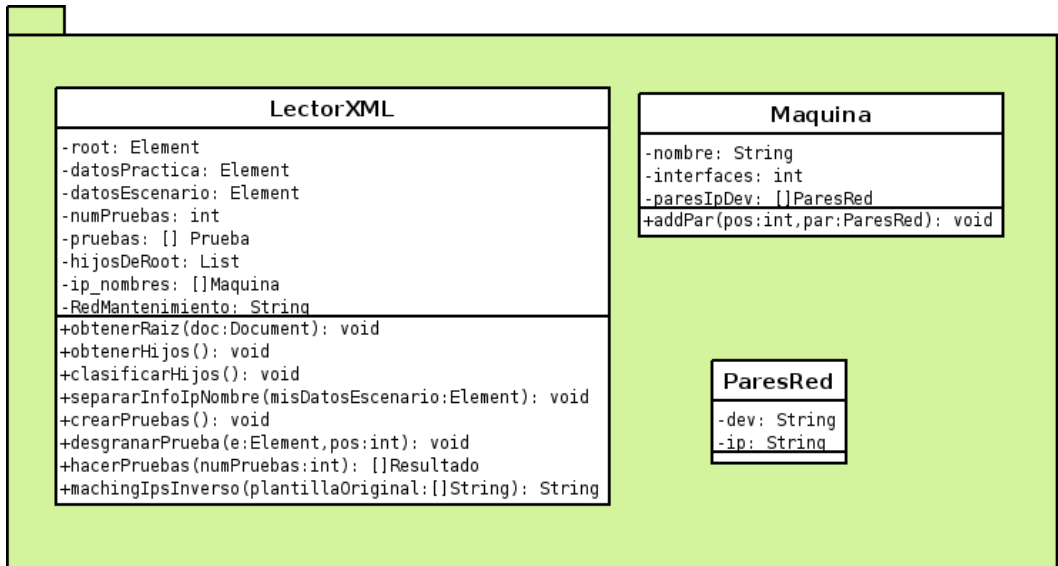 LectorXML
-root: Element
-datosPractica: Element
-datosEscenario: Element
-numPruebas: int
-pruebas: [] Prueba
-hijosDeRoot: List
-ip_nombres: []Maquina
-RedMantenimiento: String
+obtenerRaiz(doc:Document): void
+obtenerHijos(): void
+clasificarHijos(): void
+separarInfoIpNombre(misDatosEscenario:Element): void
+crearPruebas(): void
+desgranarPrueba(e:Element,pos:int): void
+hacerPruebas(numPruebas:int): []Resultado
+machingIpsInverso(plantillaOriginal:[]String): String
Maquina
-nombre: String
-interfaces: int
-paresIpDev: []ParesRed
+addPar(pos:int,par:ParesRed): void
ParesRed
-dev: String
-ip: String